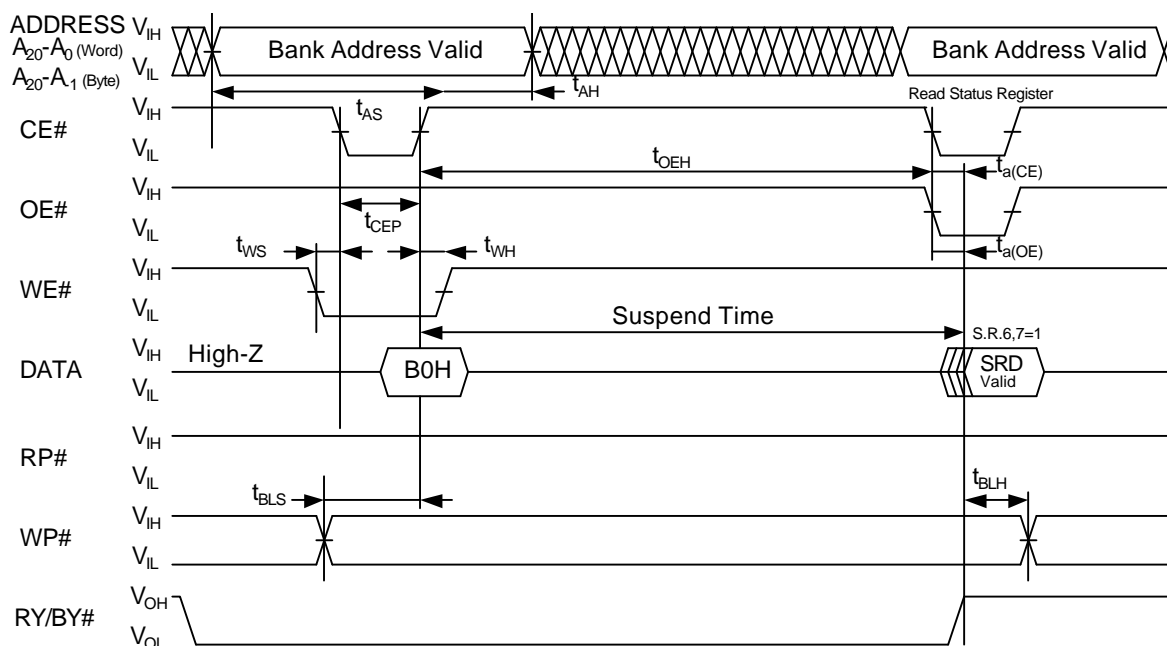 ADDRESS
A20-A0 (Word)
A20-A-1 (Byte)
VIH
VIL
Bank Address Valid
Bank Address Valid
tAH
tAS
Read Status Register
CE#
VIH
VIL
tOEH
ta(CE)
OE#
VIH
VIL
tCEP
tWS
tWH
ta(OE)
WE#
VIH
VIL
Suspend Time
S.R.6,7=1
DATA
VIH
VIL
High-Z
B0H
SRD
Valid
RP#
VIH
VIL
tBLS
tBLH
WP#
VIH
VIL
RY/BY#
VOH
VOL